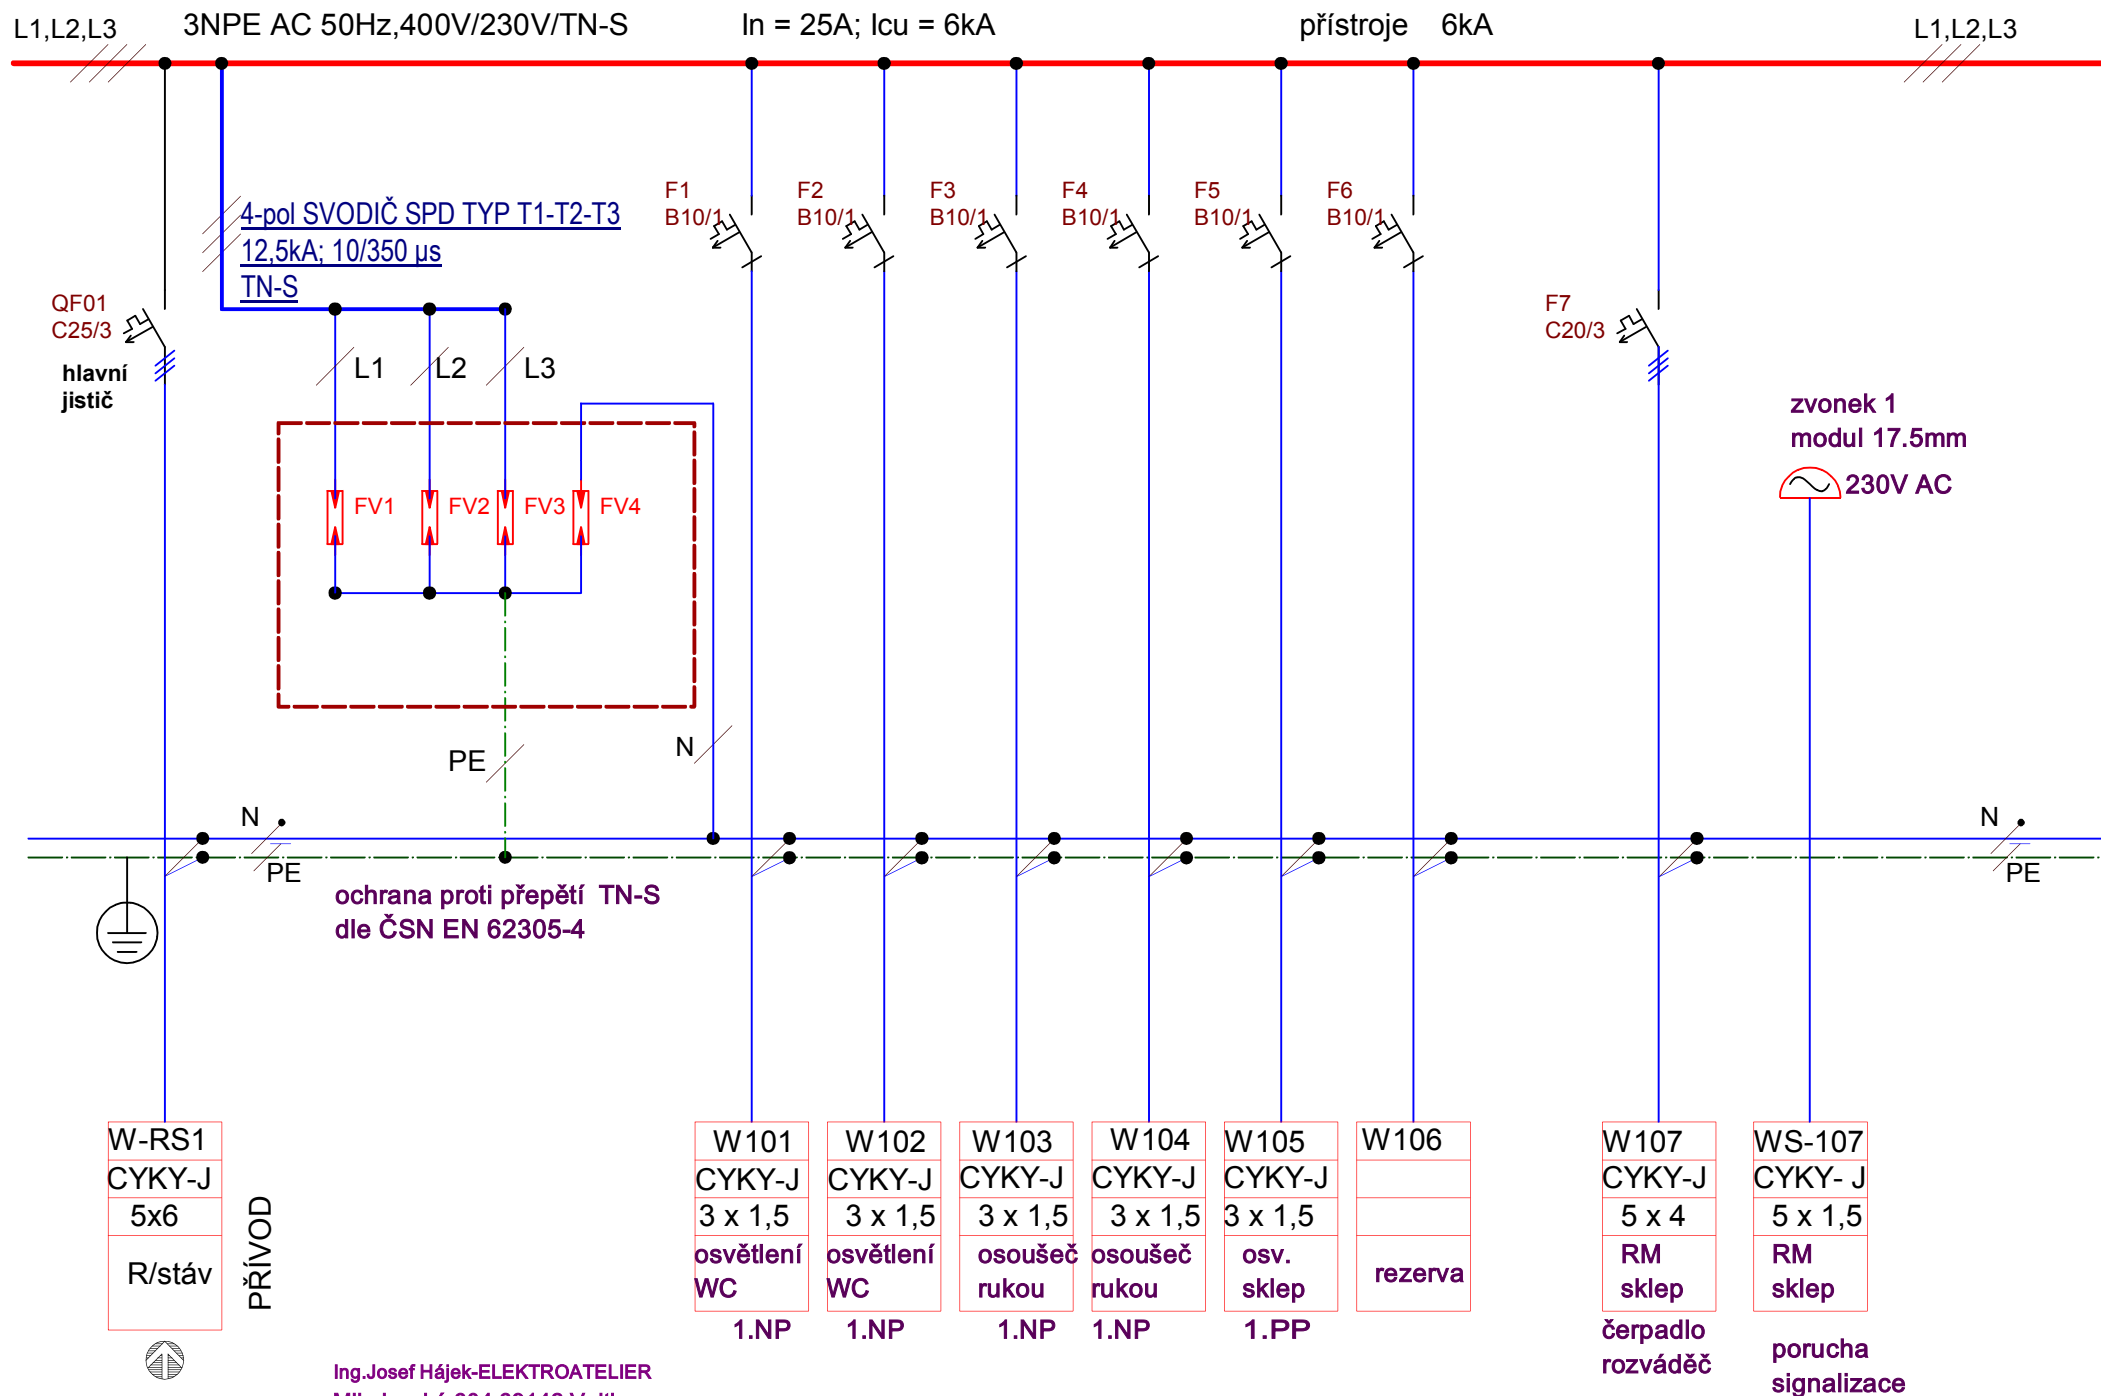 L1,L2,L3
3NPE AC 50Hz,400V/230V/TN-S
In = 25A; Icu = 6kA
přístroje 6kA
L1,L2,L3
4-pol SVODIČ SPD TYP T1-T2-T3
12,5kA; 10/350 µs
TN-S
F1
B10/1
F2
B10/1
F3
B10/1
F4
B10/1
F5
B10/1
F6
B10/1
QF01
C25/3
hlavní
jistič
F7
C20/3
L1
L2
L3
zvonek 1
modul 17.5mm
230V AC
FV1
FV2
FV3
FV4
PE
N
N
PE
N
PE
ochrana proti přepětí TN-S
dle ČSN EN 62305-4
W-RS1
CYKY-J
5x6
R/stáv
PŘÍVOD
W101
CYKY-J
3 x 1,5
osvětlení
WC
1.NP
W102
CYKY-J
3 x 1,5
osvětlení
WC
1.NP
W103
CYKY-J
3 x 1,5
osoušeč
rukou
1.NP
W104
CYKY-J
3 x 1,5
osoušeč
rukou
1.NP
W105
CYKY-J
3 x 1,5
osv.
sklep
1.PP
W106
rezerva
W107
CYKY-J
5 x 4
RM
sklep
čerpadlo
rozváděč
WS-107
CYKY- J
5 x 1,5
RM
sklep
porucha
signalizace
Ing.Josef Hájek-ELEKTROATELIER